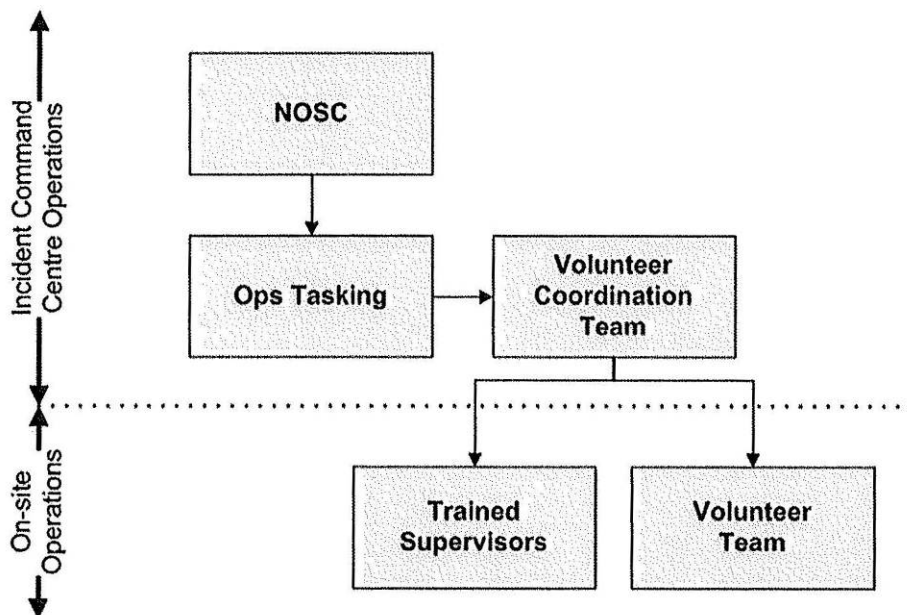 Incident Command
Centre Operations
NOSC
Ops Tasking
Volunteer
Coordination
Team
On-site
Operations
Trained
Supervisors
Volunteer
Team